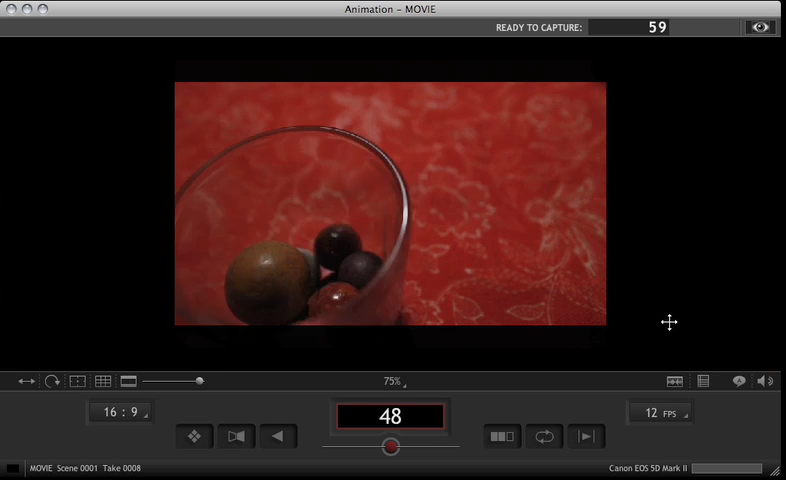 Animation – MOVIE
READY TO CAPTURE: 59
75%
16 : 9
48
12 FPS
MOVIE Scene 0001 Take 0008
Canon EOS 5D Mark II